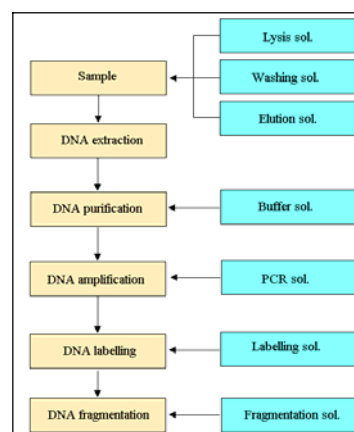 Lysis sol.
Sample
Washing sol.
Elution sol.
DNA extraction
DNA purification
Buffer sol.
DNA amplification
PCR sol.
DNA labelling
Labelling sol.
DNA fragmentation
Fragmentation sol.